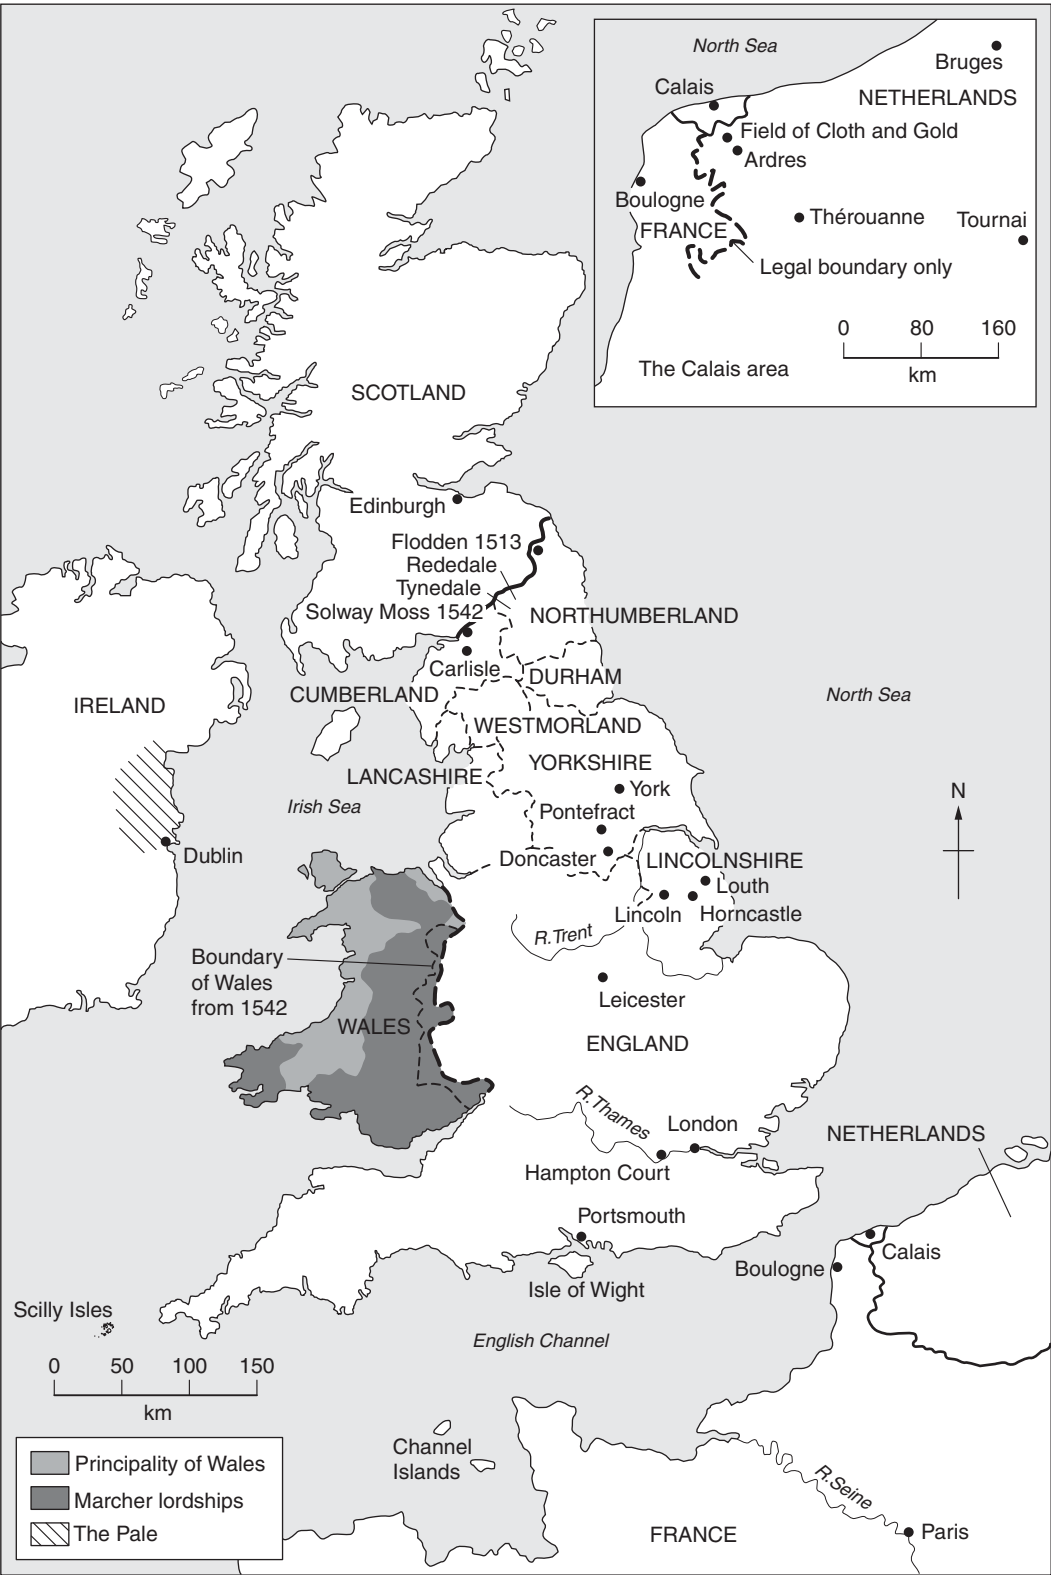 North Sea
Bruges
Calais
NETHERLANDS
Field of Cloth and Gold
Ardres
Boulogne
Thérouanne
Tournai
FRANCE
Legal boundary only
0 80 160
km
The Calais area
SCOTLAND
Edinburgh
Flodden 1513
Rededale
Tynedale
Solway Moss 1542
NORTHUMBERLAND
Carlisle
DURHAM
CUMBERLAND
North Sea
IRELAND
WESTMORLAND
YORKSHIRE
LANCASHIRE
York
N
Irish Sea
Pontefract
Dublin
Doncaster
LINCOLNSHIRE
Louth
Lincoln
Horncastle
R.Trent
Boundary
of Wales
from 1542
Leicester
WALES
ENGLAND
R.Thames
London
NETHERLANDS
Hampton Court
Portsmouth
Calais
Boulogne
Isle of Wight
Scilly Isles
English Channel
0 50 100 150
km
Channel
Islands
Principality of Wales
Marcher lordships
The Pale
R.Seine
FRANCE
Paris